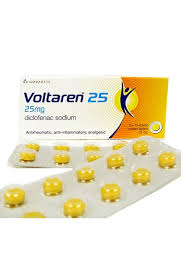 NOVARTIS
Voltaren 25
25mg
diclofenac sodium
Antirheumatic, anti-inflammatory, analgesic